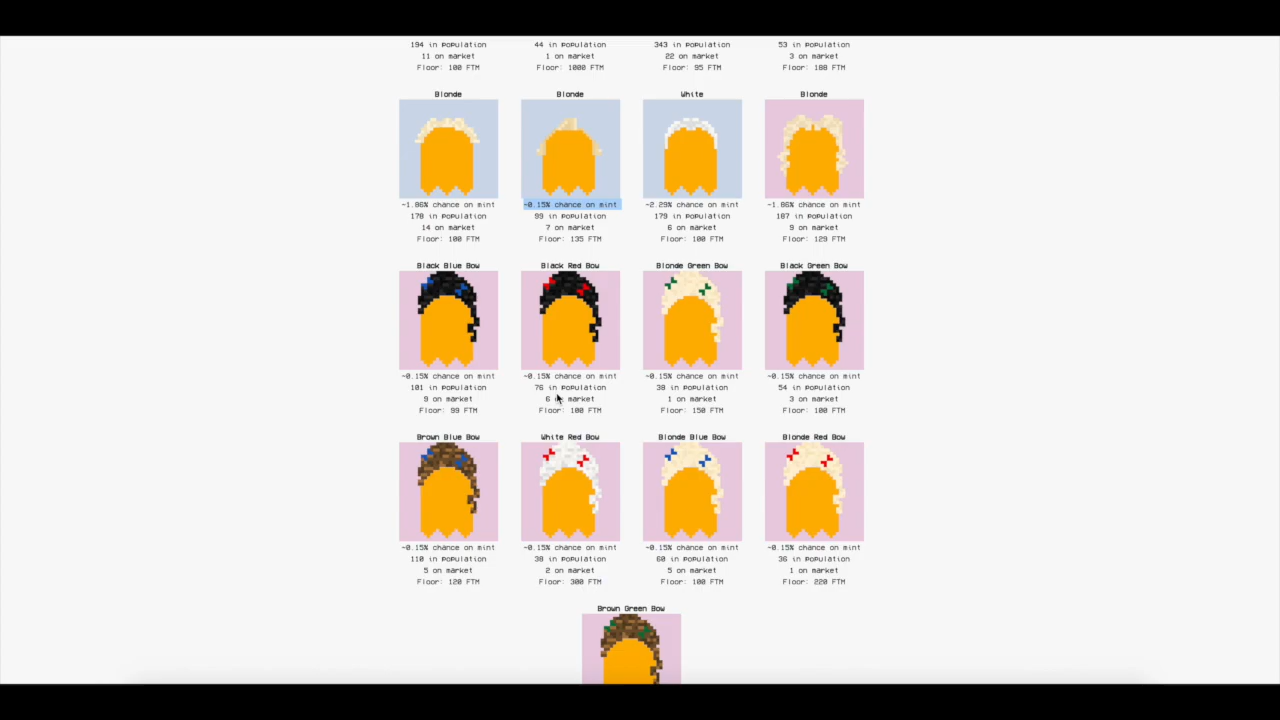 194 in population
44 in population
343 in population
53 in population
11 on market
1 on market
22 on market
3 on market
Floor: 100 FTM
Floor: 1000 FTM
Floor: 95 FTM
Floor: 188 FTM
Blonde
Blonde
White
Blonde
~1.86% chance on mint
~0.15% chance on mint
~2.29% chance on mint
~1.86% chance on mint
178 in population
99 in population
179 in population
187 in population
14 on market
7 on market
6 on market
9 on market
Floor: 100 FTM
Floor: 135 FTM
Floor: 100 FTM
Floor: 129 FTM
Black Blue Bow
Black Red Bow
Blonde Green Bow
Black Green Bow
~0.15% chance on mint
~0.15% chance on mint
~0.15% chance on mint
~0.15% chance on mint
101 in population
76 in population
38 in population
54 in population
9 on market
6 on market
1 on market
3 on market
Floor: 99 FTM
Floor: 100 FTM
Floor: 150 FTM
Floor: 100 FTM
Brown Blue Bow
White Red Bow
Blonde Blue Bow
Blonde Red Bow
~0.15% chance on mint
~0.15% chance on mint
~0.15% chance on mint
~0.15% chance on mint
110 in population
38 in population
60 in population
36 in population
5 on market
2 on market
5 on market
1 on market
Floor: 120 FTM
Floor: 300 FTM
Floor: 100 FTM
Floor: 220 FTM
Brown Green Bow